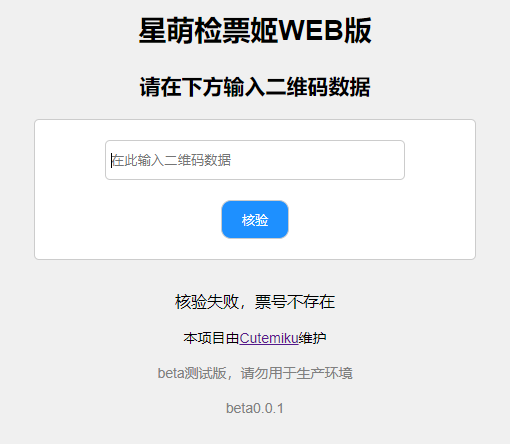 星萌检票姬WEB版
请在下方输入二维码数据
在此输入二维码数据
核验
核验失败，票号不存在
本项目由Cutemiku维护
beta测试版，请勿用于生产环境
beta0.0.1